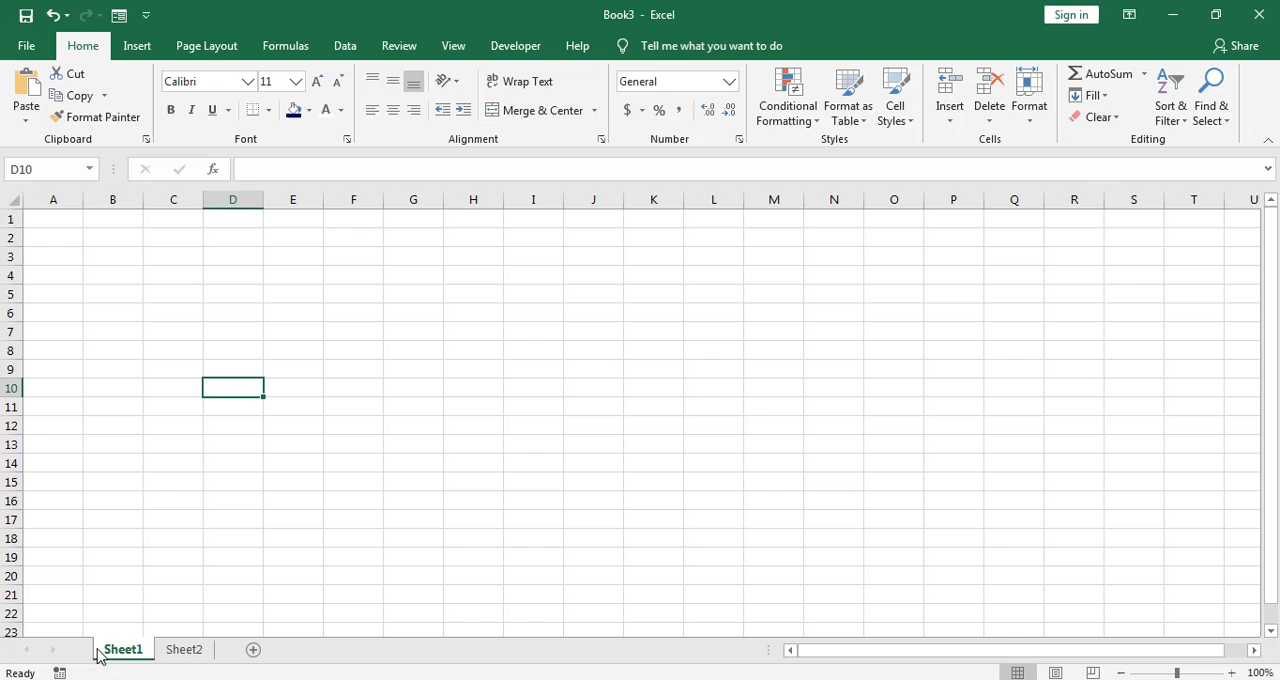 Book3 - Excel
Sign in
File Home Insert Page Layout Formulas Data Review View Developer Help Tell me what you want to do Share
Paste
Cut
Copy
Format Painter
Clipboard
Calibri 11
B I U A
Font
Wrap Text
Merge & Center
Alignment
General
$ % ,
Number
Conditional Formatting
Format as Table
Cell Styles
Styles
Insert Delete Format
Cells
AutoSum
Fill
Clear
Sort & Filter
Find & Select
Editing
D10 fx
A B C D E F G H I J K L M N O P Q R S T U
1
2
3
4
5
6
7
8
9
10
11
12
13
14
15
16
17
18
19
20
21
22
23
Sheet1 Sheet2
Ready 100%